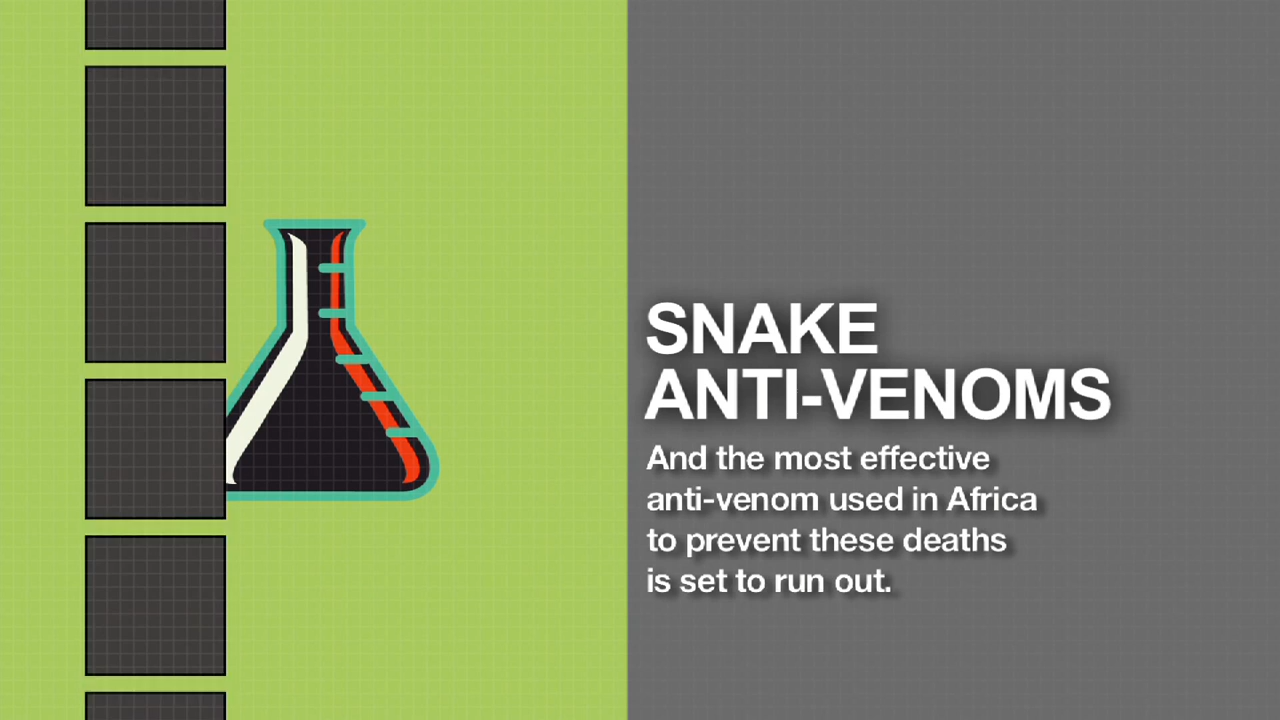 SNAKE
ANTI-VENOMS
And the most effective
anti-venom used in Africa
to prevent these deaths
is set to run out.